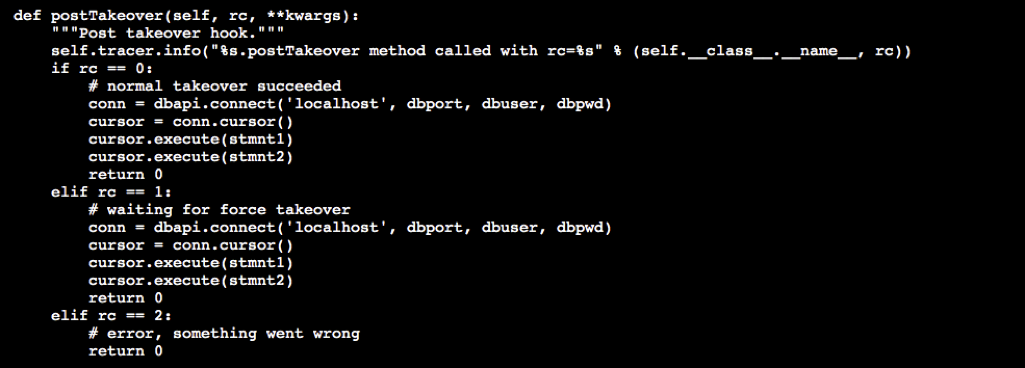 def postTakeover(self, rc, **kwargs):
    """Post takeover hook."""
    self.tracer.info("%s.postTakeover method called with rc=%s" % (self.__class__.__name__, rc))
    if rc == 0:
        # normal takeover succeeded
        conn = dbapi.connect('localhost', dbport, dbuser, dbpwd)
        cursor = conn.cursor()
        cursor.execute(stmnt1)
        cursor.execute(stmnt2)
        return 0
    elif rc == 1:
        # waiting for force takeover
        conn = dbapi.connect('localhost', dbport, dbuser, dbpwd)
        cursor = conn.cursor()
        cursor.execute(stmnt1)
        cursor.execute(stmnt2)
        return 0
    elif rc == 2:
        # error, something went wrong
        return 0